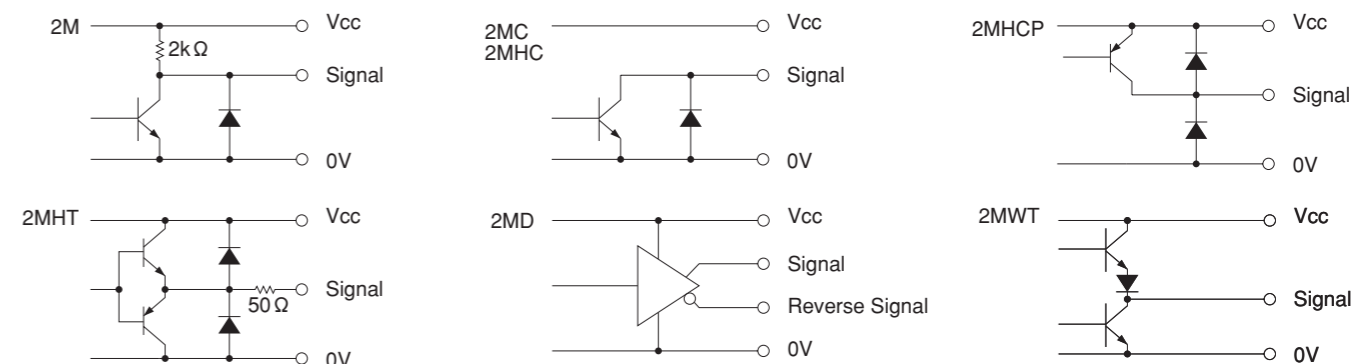 2M
Vcc
2kΩ
Signal
0V
2MC
2MHC
Vcc
Signal
0V
2MHCP
Vcc
Signal
0V
2MHT
Vcc
Signal
50Ω
0V
2MD
Vcc
Signal
Reverse Signal
0V
2MWT
Vcc
Signal
0V